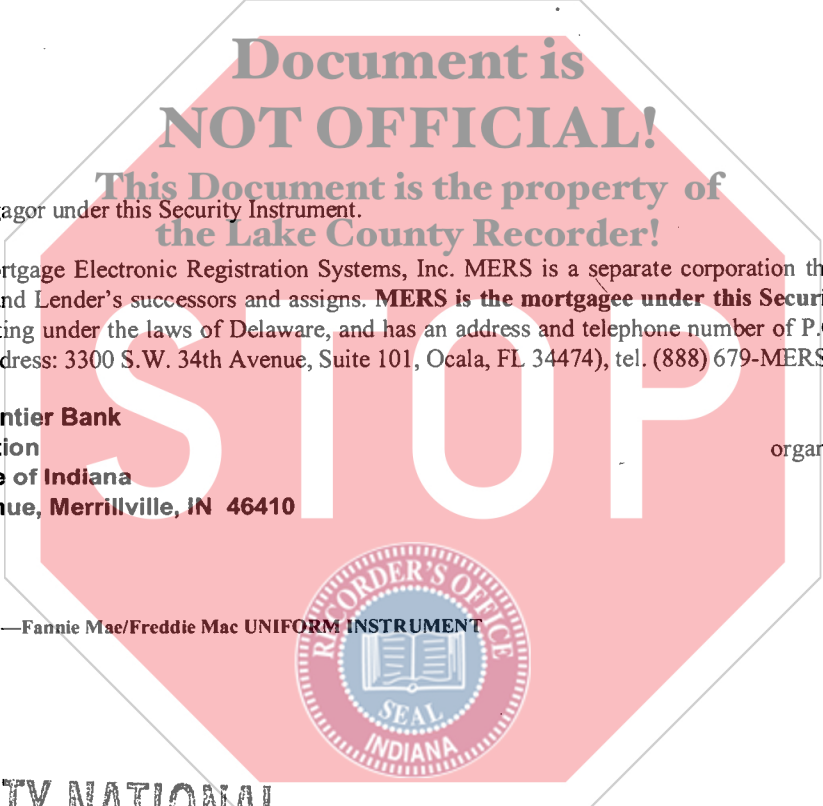 Document is
NOT OFFICIAL!
This Document is the property of
agor under this Security Instrument.
the Lake County Recorder!
rtgage Electronic Registration Systems, Inc. MERS is a separate corporation th
nd Lender's successors and assigns. MERS is the mortgagee under this Securi
ting under the laws of Delaware, and has an address and telephone number of P.
dress: 3300 S.W. 34th Avenue, Suite 101, Ocala, FL 34474), tel. (888) 679-MERS
STOP
ntier Bank
tion organ
e of Indiana
nue, Merrillville, IN 46410
—Fannie Mae/Freddie Mac UNIFORM INSTRUMENT
RECORDER'S OFFICE
SEAL
INDIANA
TY NATIONAL